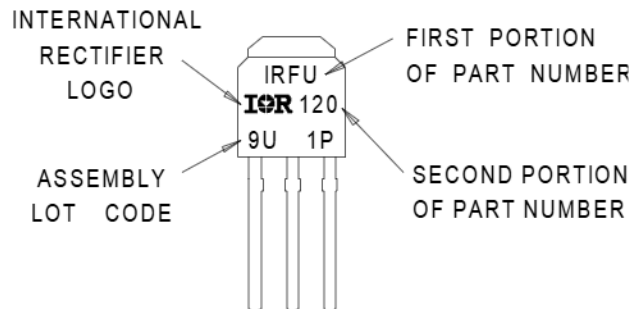 INTERNATIONAL
RECTIFIER
LOGO
FIRST PORTION
OF PART NUMBER
IRFU
IOR 120
9U 1P
ASSEMBLY
LOT CODE
SECOND PORTION
OF PART NUMBER